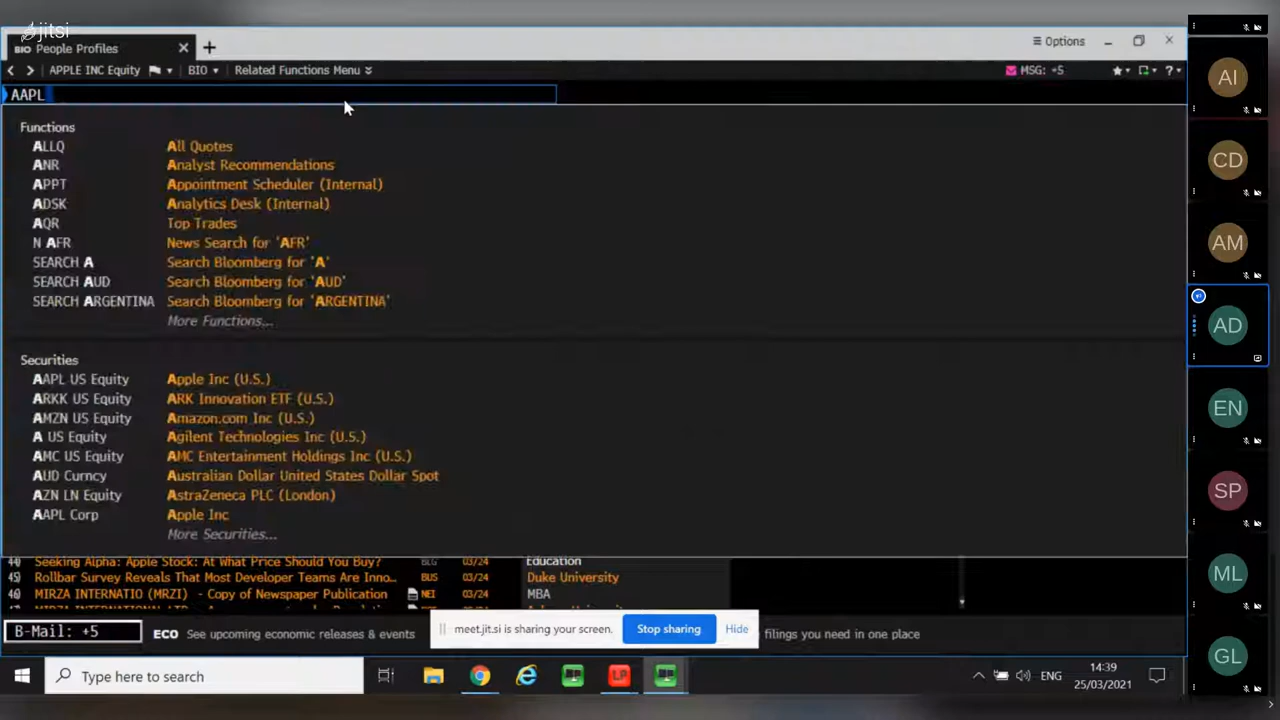 jitsi
BIO People Profiles
Options
APPLE INC Equity BIO Related Functions Menu MSG: +5
AAPL
Functions
ALLQ All Quotes
ANR Analyst Recommendations
APPT Appointment Scheduler (Internal)
ADSK Analytics Desk (Internal)
AQR Top Trades
N AFR News Search for 'AFR'
SEARCH A Search Bloomberg for 'A'
SEARCH AUD Search Bloomberg for 'AUD'
SEARCH ARGENTINA Search Bloomberg for 'ARGENTINA'
More Functions...
Securities
AAPL US Equity Apple Inc (U.S.)
ARKK US Equity ARK Innovation ETF (U.S.)
AMZN US Equity Amazon.com Inc (U.S.)
A US Equity Agilent Technologies Inc (U.S.)
AMC US Equity AMC Entertainment Holdings Inc (U.S.)
AUD Curncy Australian Dollar United States Dollar Spot
AZN LN Equity AstraZeneca PLC (London)
AAPL Corp Apple Inc
More Securities...
44) Seeking Alpha: Apple Stock: At What Price Should You Buy? BLG 03/24 Education
45) Rollbar Survey Reveals That Most Developer Teams Are Inno… BUS 03/24 Duke University
46) MIRZA INTERNATIO (MRZI) - Copy of Newspaper Publication NEI 03/24 MBA
B-Mail: +5 ECO See upcoming economic releases & events
meet.jit.si is sharing your screen. Stop sharing Hide
filings you need in one place
Type here to search
LP
ENG
14:39
25/03/2021
AI
CD
AM
AD
EN
SP
ML
GL